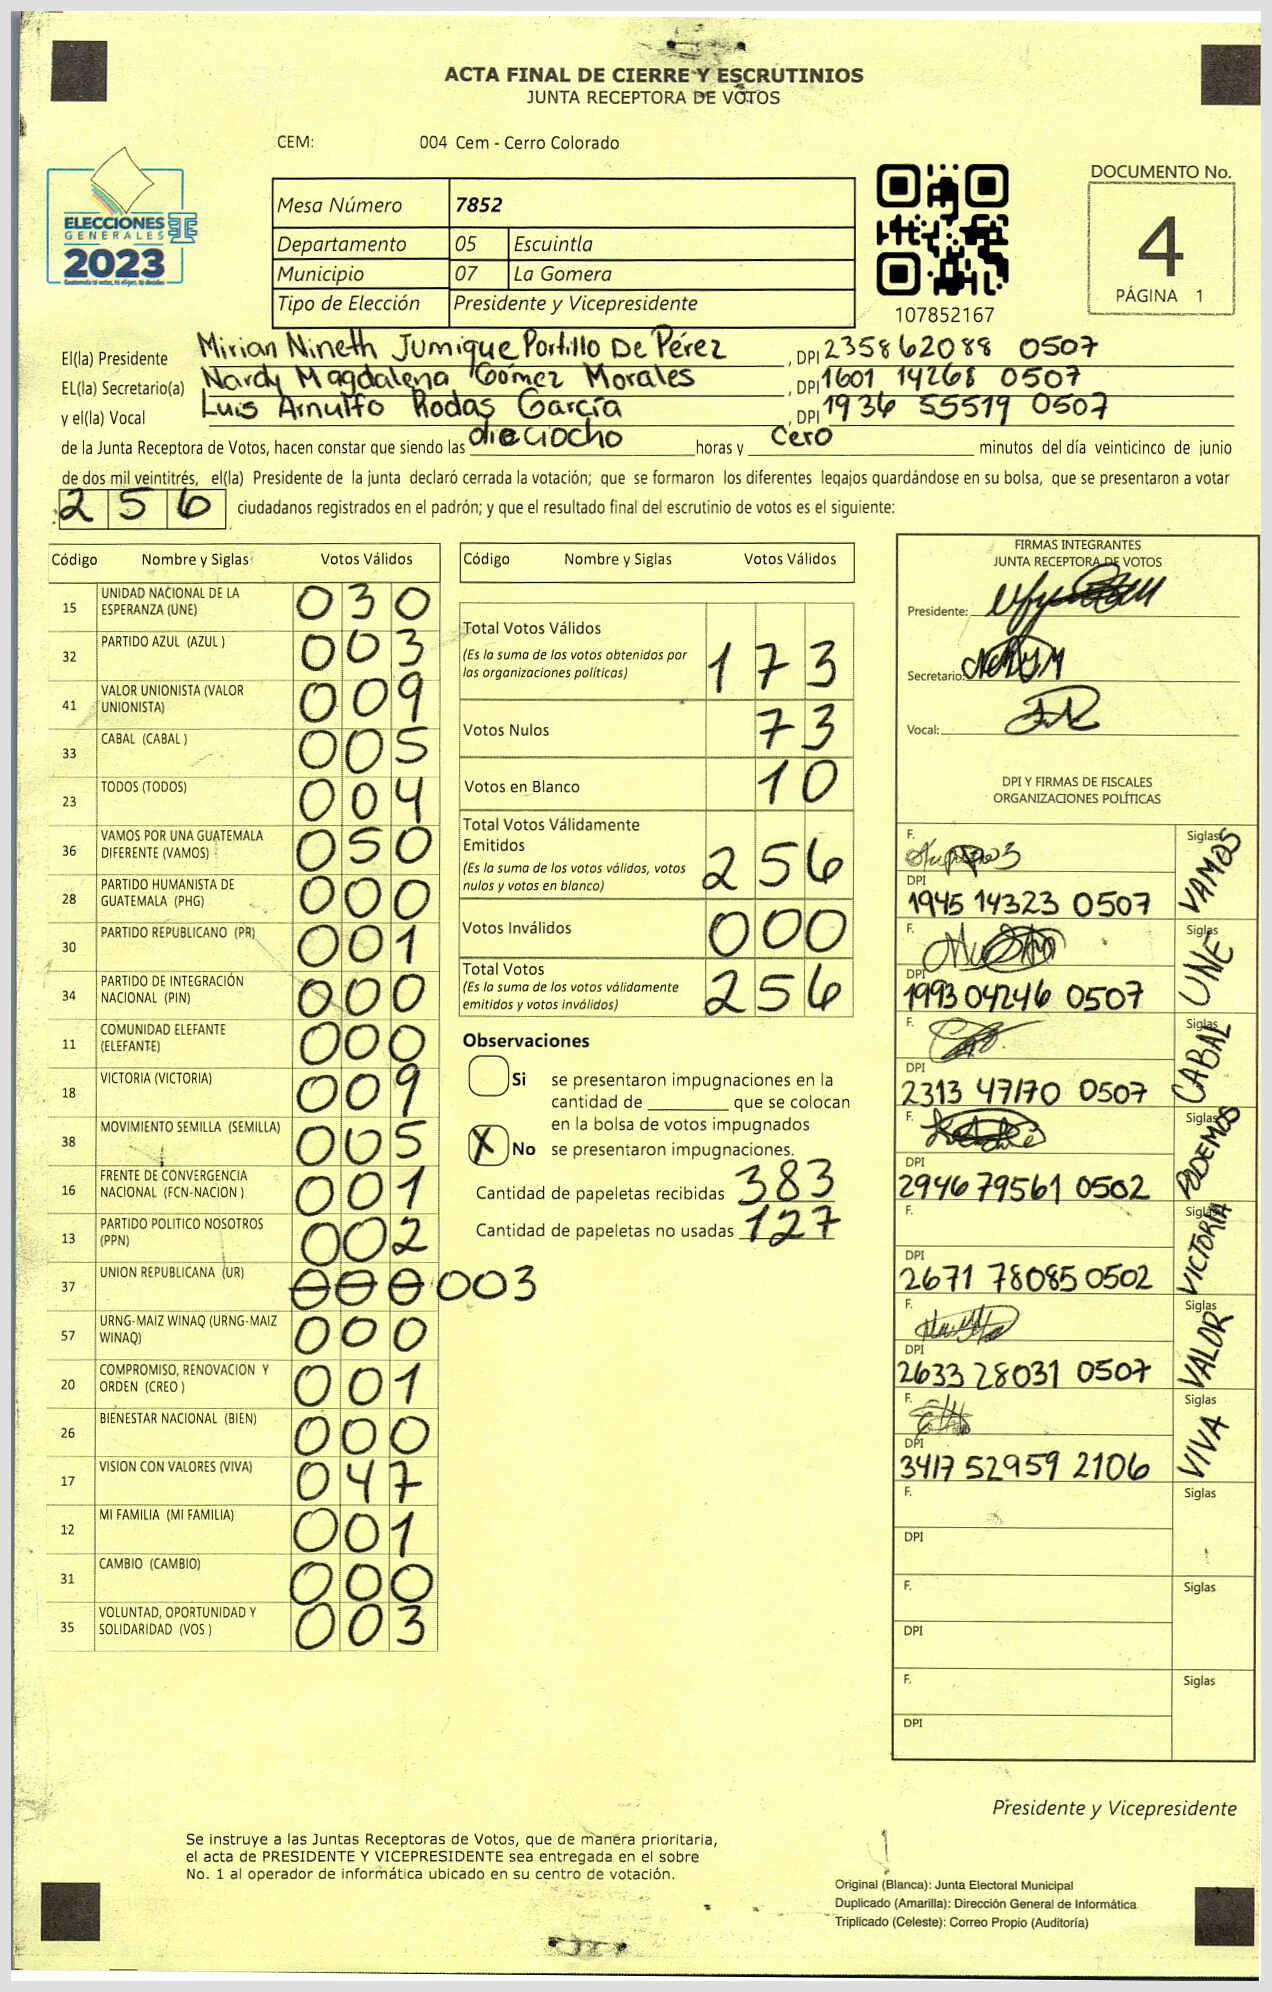 ACTA FINAL DE CIERRE Y ESCRUTINIOS
JUNTA RECEPTORA DE VOTOS
CEM: 004 Cem - Cerro Colorado
ELECCIONES
GENERALES
2023
Guatemala tú votas, tú eliges, tú decides
Mesa Número 7852
Departamento 05 Escuintla
Municipio 07 La Gomera
Tipo de Elección Presidente y Vicepresidente
107852167
DOCUMENTO No.
4
PÁGINA 1
El(la) Presidente Mirian Nineth Jumique Portillo De Pérez, DPI 235862088 0507
EL(la) Secretario(a) Nardy Magdalena Gómez Morales, DPI 1601 14268 0507
y el(la) Vocal Luis Arnulfo Rodas García, DPI 1936 55519 0507
de la Junta Receptora de Votos, hacen constar que siendo las dieciocho horas y cero minutos del día veinticinco de junio
de dos mil veintitrés, el(la) Presidente de la junta declaró cerrada la votación; que se formaron los diferentes legajos quardándose en su bolsa, que se presentaron a votar
256 ciudadanos registrados en el padrón; y que el resultado final del escrutinio de votos es el siguiente:
Código Nombre y Siglas Votos Válidos
15 UNIDAD NACIONAL DE LA ESPERANZA (UNE) 030
32 PARTIDO AZUL (AZUL ) 003
41 VALOR UNIONISTA (VALOR UNIONISTA) 009
33 CABAL (CABAL ) 005
23 TODOS (TODOS) 004
36 VAMOS POR UNA GUATEMALA DIFERENTE (VAMOS) 050
28 PARTIDO HUMANISTA DE GUATEMALA (PHG) 000
30 PARTIDO REPUBLICANO (PR) 001
34 PARTIDO DE INTEGRACIÓN NACIONAL (PIN) 000
11 COMUNIDAD ELEFANTE (ELEFANTE) 000
18 VICTORIA (VICTORIA) 009
38 MOVIMIENTO SEMILLA (SEMILLA) 005
16 FRENTE DE CONVERGENCIA NACIONAL (FCN-NACION ) 001
13 PARTIDO POLITICO NOSOTROS (PPN) 002
37 UNION REPUBLICANA (UR) 000 003
57 URNG-MAIZ WINAQ (URNG-MAIZ WINAQ) 000
20 COMPROMISO, RENOVACION Y ORDEN (CREO ) 001
26 BIENESTAR NACIONAL (BIEN) 000
17 VISION CON VALORES (VIVA) 047
12 MI FAMILIA (MI FAMILIA) 001
31 CAMBIO (CAMBIO) 000
35 VOLUNTAD, OPORTUNIDAD Y SOLIDARIDAD (VOS ) 003
Código Nombre y Siglas Votos Válidos
Total Votos Válidos
(Es la suma de los votos obtenidos por
las organizaciones políticas) 173
Votos Nulos 73
Votos en Blanco 10
Total Votos Válidamente
Emitidos
(Es la suma de los votos válidos, votos
nulos y votos en blanco) 256
Votos Inválidos 000
Total Votos
(Es la suma de los votos válidamente
emitidos y votos inválidos) 256
Observaciones
Si se presentaron impugnaciones en la
cantidad de ________ que se colocan
en la bolsa de votos impugnados
X No se presentaron impugnaciones.
Cantidad de papeletas recibidas 383
Cantidad de papeletas no usadas 127
FIRMAS INTEGRANTES
JUNTA RECEPTORA DE VOTOS
Presidente:
Secretario:
Vocal:
DPI Y FIRMAS DE FISCALES
ORGANIZACIONES POLÍTICAS
F. Siglas VAMOS
DPI 1945 14323 0507
F. Siglas UNE
DPI 1993 04246 0507
F. Siglas CABAL
DPI 2313 47170 0507
F. Siglas PODEMOS
DPI 2946 79561 0502
F. Siglas VICTORIA
DPI 2671 78085 0502
F. Siglas VALOR
DPI 2633 28031 0507
F. Siglas VIVA
DPI 3417 52959 2106
F. Siglas
DPI
F. Siglas
DPI
F. Siglas
DPI
Presidente y Vicepresidente
Se instruye a las Juntas Receptoras de Votos, que de manera prioritaria,
el acta de PRESIDENTE Y VICEPRESIDENTE sea entregada en el sobre
No. 1 al operador de informática ubicado en su centro de votación.
Original (Blanca): Junta Electoral Municipal
Duplicado (Amarilla): Dirección General de Informática
Triplicado (Celeste): Correo Propio (Auditoría)